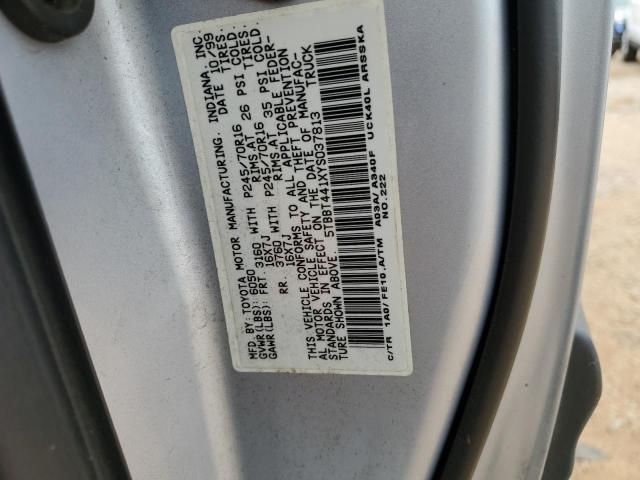 MFD. BY: TOYOTA MOTOR MANUFACTURING. INDIANA INC.
GVWR(LBS): 6050 DATE 10/99
GAWR(LBS): FRT. 3160 WITH P245/70R16 TIRES.
16X7J RIMS AT 26 PSI COLD
RR. 3760 WITH P245/70R16 TIRES
16X7J RIMS AT 35 PSI COLD
THIS VEHICLE CONFORMS TO ALL APPLICABLE FEDER-
AL MOTOR VEHICLE SAFETY AND THEFT PREVENTION
STANDARDS IN EFFECT ON THE DATE OF MANUFAC-
TURE SHOWN ABOVE. TRUCK
5TBBT441XYS037813
C/TR 1A0/FE10.A/TM A03A/A340F UCK40L ARSSKA
NO.222